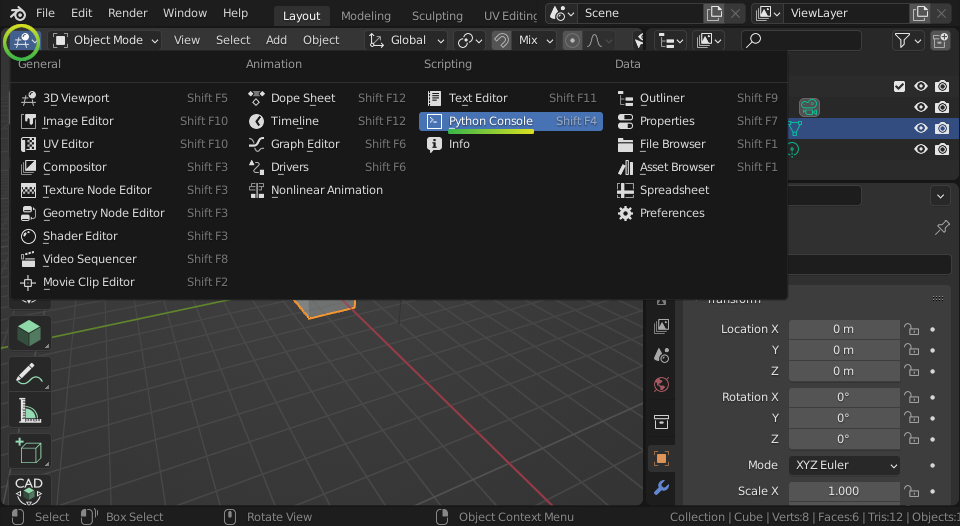 File Edit Render Window Help Layout Modeling Sculpting UV Editing Scene ViewLayer
Object Mode View Select Add Object Global Mix
General Animation Scripting Data
3D Viewport Shift F5 Dope Sheet Shift F12 Text Editor Shift F11 Outliner Shift F9
Image Editor Shift F10 Timeline Shift F12 Python Console Shift F4 Properties Shift F7
UV Editor Shift F10 Graph Editor Shift F6 Info File Browser Shift F1
Compositor Shift F3 Drivers Shift F6 Asset Browser Shift F1
Texture Node Editor Shift F3 Nonlinear Animation Spreadsheet
Geometry Node Editor Shift F3 Preferences
Shader Editor Shift F3
Video Sequencer Shift F8
Movie Clip Editor Shift F2
Transform
Location X 0 m
Y 0 m
Z 0 m
Rotation X 0°
Y 0°
Z 0°
Mode XYZ Euler
CAD Scale X 1.000
Select Box Select Rotate View Object Context Menu Collection | Cube | Verts:8 | Faces:6 | Tris:12 | Objects: